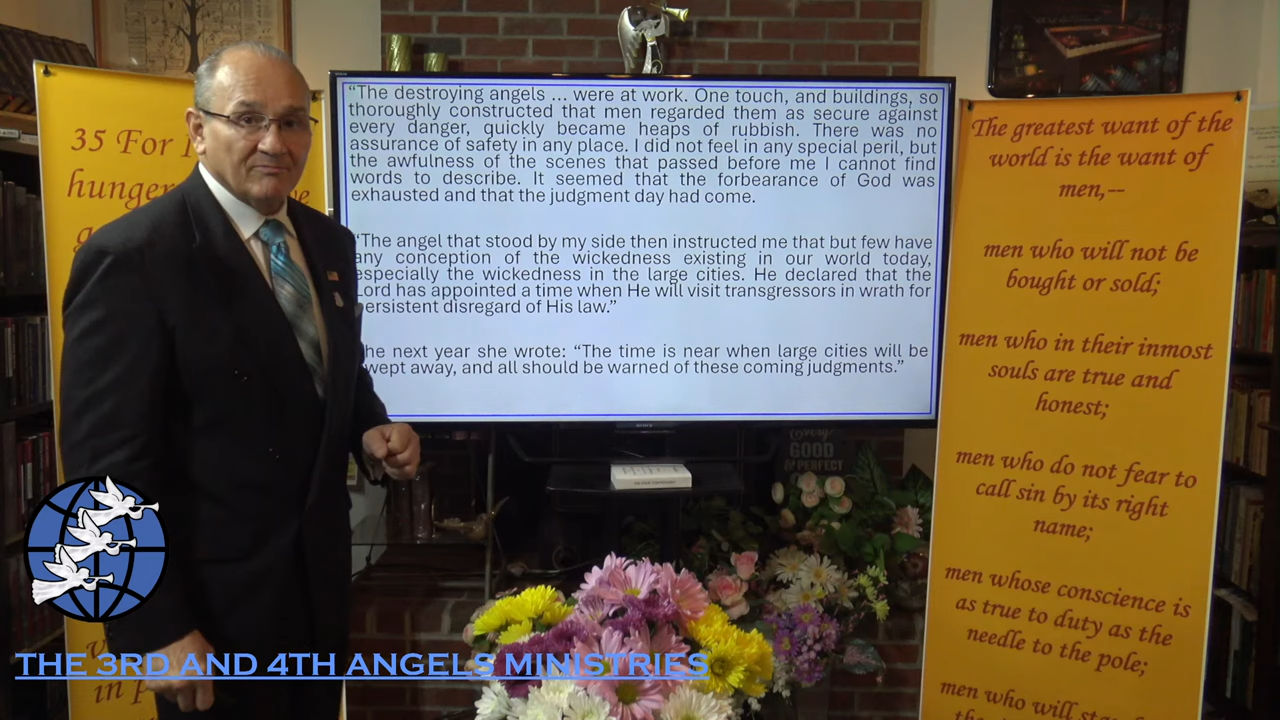 35 For I
hunger
“The destroying angels ... were at work. One touch, and buildings, so
thoroughly constructed that men regarded them as secure against
every danger, quickly became heaps of rubbish. There was no
assurance of safety in any place. I did not feel in any special peril, but
the awfulness of the scenes that passed before me I cannot find
words to describe. It seemed that the forbearance of God was
exhausted and that the judgment day had come.
“The angel that stood by my side then instructed me that but few have
any conception of the wickedness existing in our world today,
especially the wickedness in the large cities. He declared that the
Lord has appointed a time when He will visit transgressors in wrath for
persistent disregard of His law.”
he next year she wrote: “The time is near when large cities will be
wept away, and all should be warned of these coming judgments.”
SONY
GOOD
PERFECT
The greatest want of the
world is the want of
men,--
men who will not be
bought or sold;
men who in their inmost
souls are true and
honest;
men who do not fear to
call sin by its right
name;
men whose conscience is
as true to duty as the
needle to the pole;
men who will
THE 3RD AND 4TH ANGELS MINISTRIES